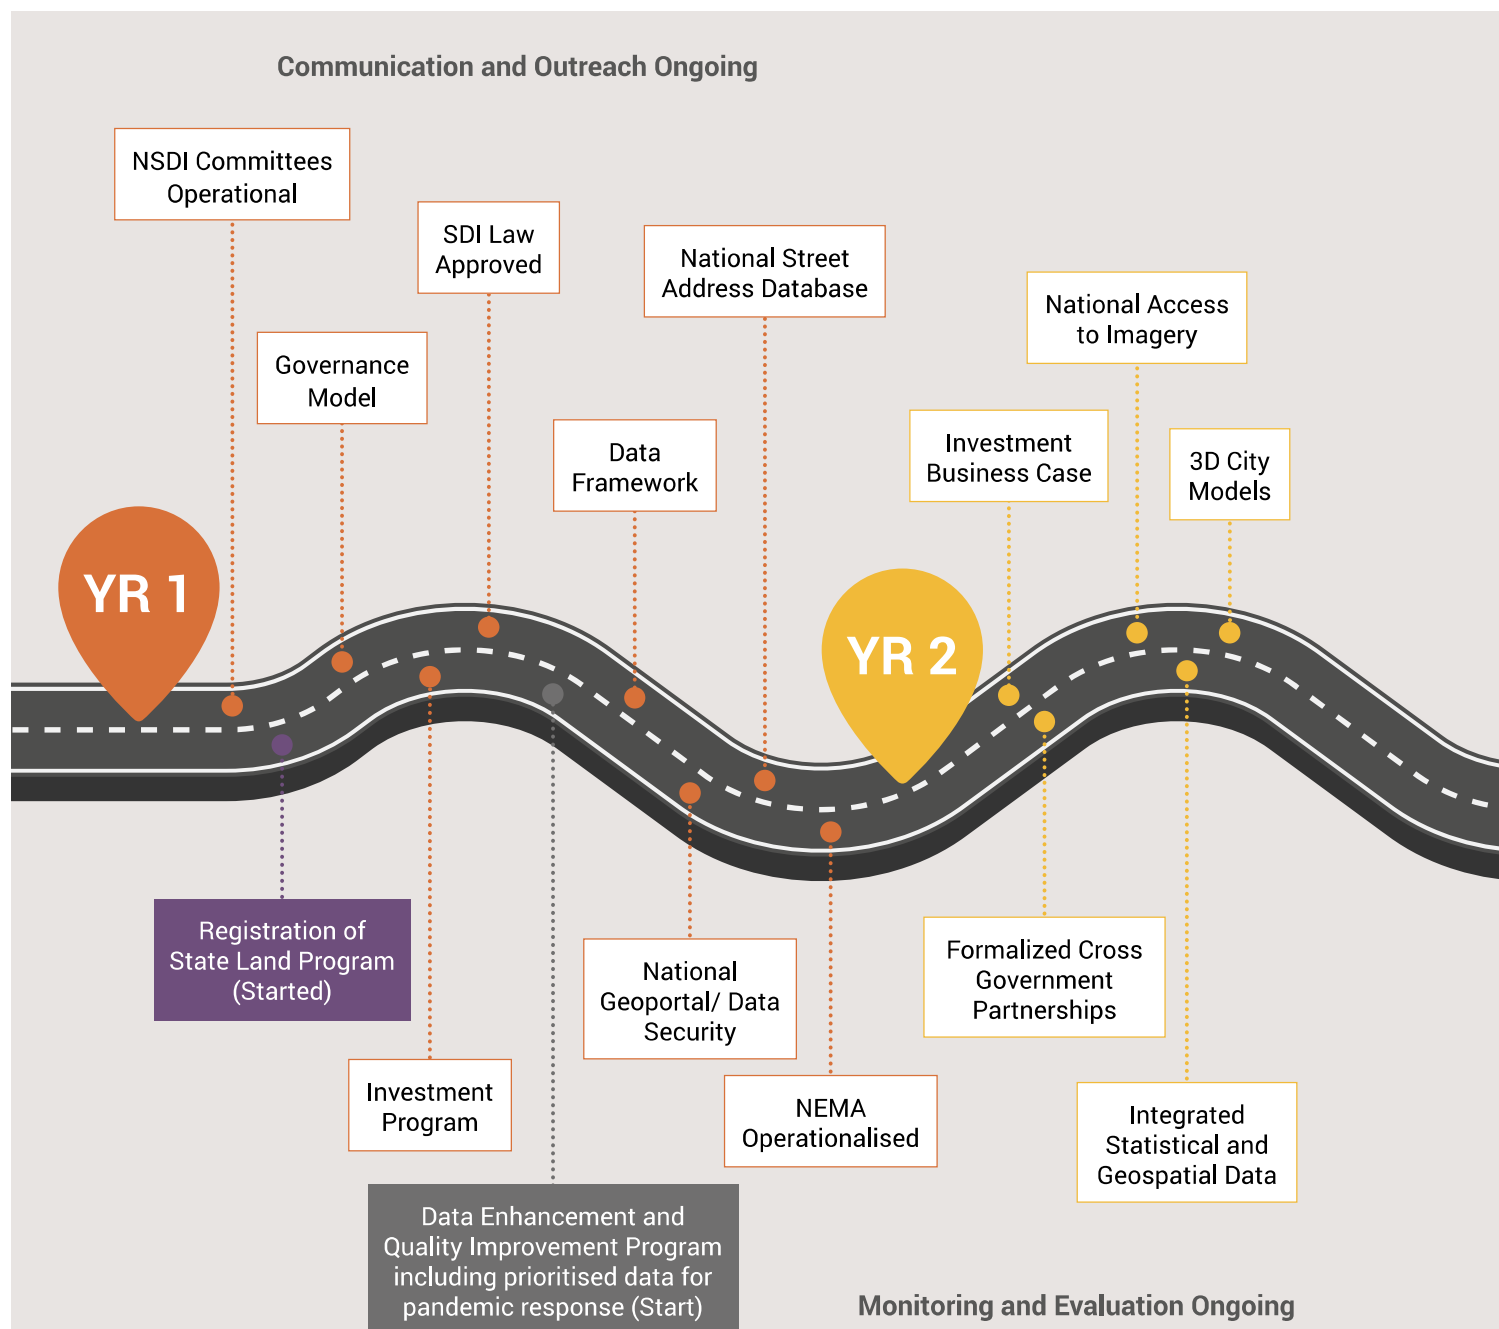 Communication and Outreach Ongoing
NSDI Committees
Operational
SDI Law
Approved
National Street
Address Database
National Access
to Imagery
Governance
Model
Data
Framework
Investment
Business Case
3D City
Models
YR 1
YR 2
Registration of
State Land Program
(Started)
National
Geoportal/ Data
Security
Formalized Cross
Government
Partnerships
Investment
Program
NEMA
Operationalised
Integrated
Statistical and
Geospatial Data
Data Enhancement and
Quality Improvement Program
including prioritised data for
pandemic response (Start)
Monitoring and Evaluation Ongoing